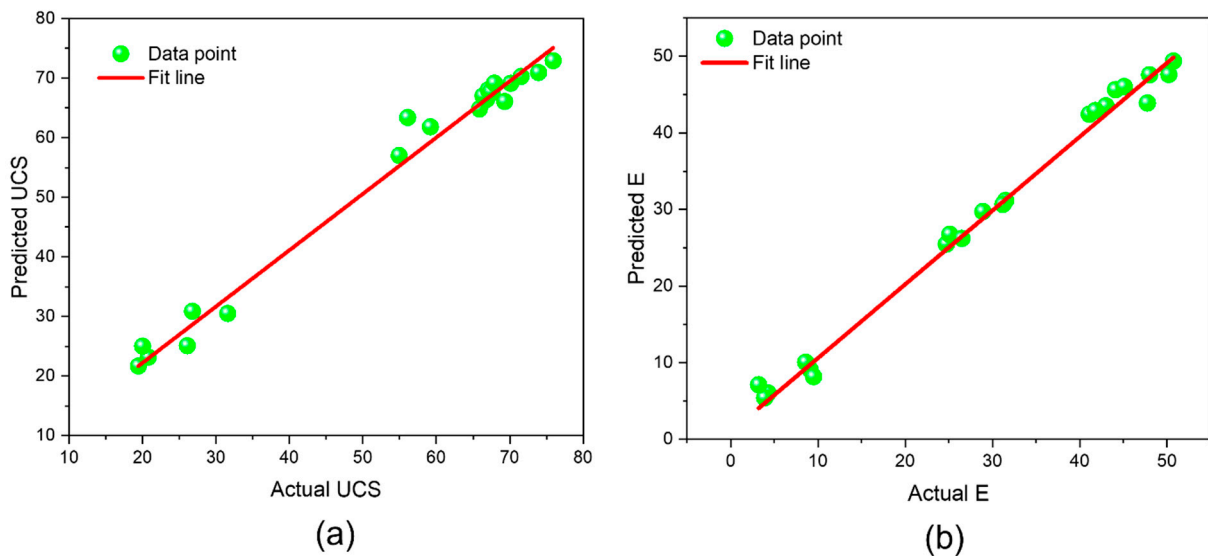 80
70
60
50
40
30
20
10
Predicted UCS
Data point
Fit line
10 20 30 40 50 60 70 80
Actual UCS
(a)
50
40
30
20
10
0
Predicted E
Data point
Fit line
0 10 20 30 40 50
Actual E
(b)